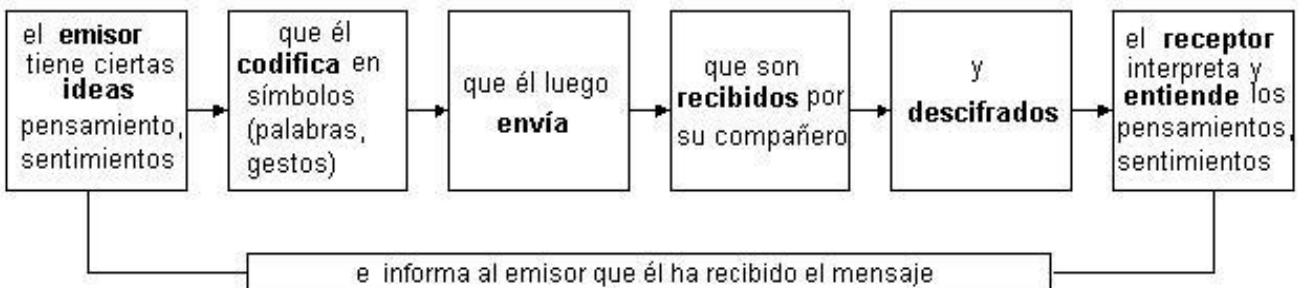 el emisor
tiene ciertas
ideas
pensamiento,
sentimientos
que él
codifica en
símbolos
(palabras,
gestos)
que él luego
envía
que son
recibidos por
su compañero
y
descifrados
el receptor
interpreta y
entiende los
pensamientos,
sentimientos
e informa al emisor que él ha recibido el mensaje